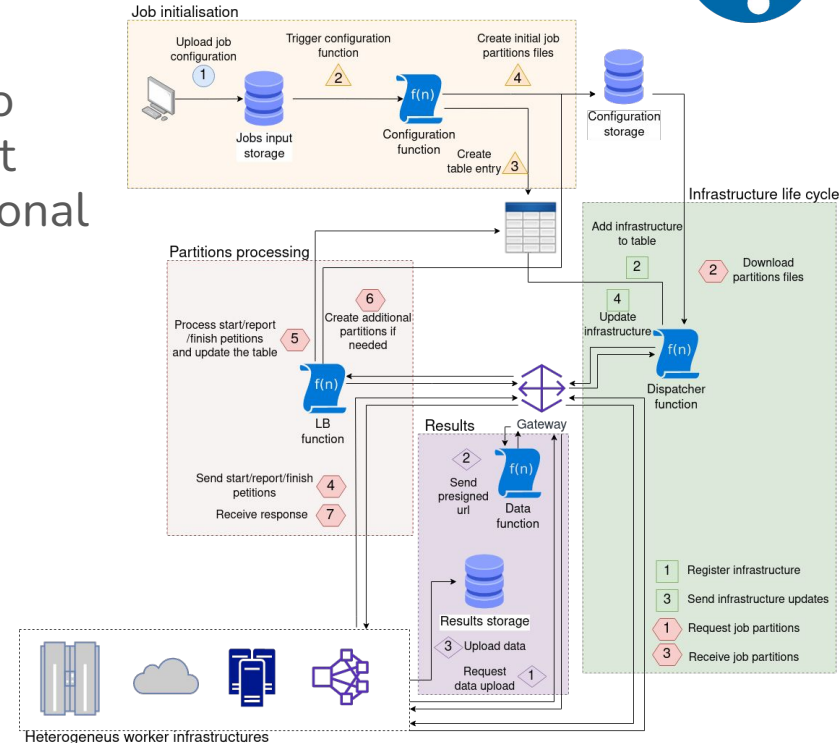 Job initialisation
Upload job
configuration
1
Trigger configuration
function
2
Create initial job
partitions files
4
f(n)
Jobs input
storage
Configuration
function
Configuration
storage
Create
table entry
3
t
ional
Infrastructure life cycle
Add infrastructure
to table
2
2
Download
partitions files
4
Update
infrastructure
f(n)
Dispatcher
function
Partitions processing
6
Create additional
partitions if
needed
Process start/report
/finish petitions
and update the table
5
f(n)
LB
function
Send start/report/finish
petitions
4
Receive response
7
Gateway
Results
2
Send
presigned
url
f(n)
Data
function
Results storage
3
Upload data
Request
data upload
1
1
Register infrastructure
3
Send infrastructure updates
1
Request job partitions
3
Receive job partitions
Heterogeneus worker infrastructures